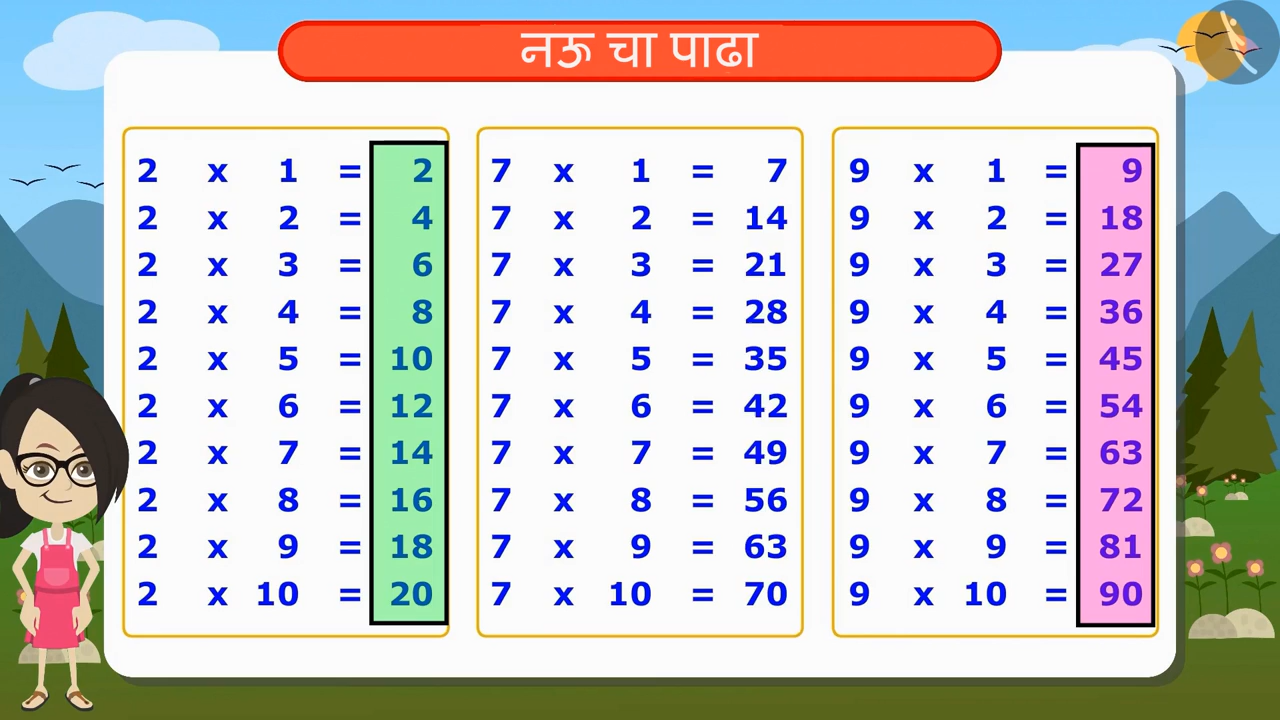 नऊ चा पाढा
2 x 1 = 2
2 x 2 = 4
2 x 3 = 6
2 x 4 = 8
2 x 5 = 10
2 x 6 = 12
2 x 7 = 14
2 x 8 = 16
2 x 9 = 18
2 x 10 = 20
7 x 1 = 7
7 x 2 = 14
7 x 3 = 21
7 x 4 = 28
7 x 5 = 35
7 x 6 = 42
7 x 7 = 49
7 x 8 = 56
7 x 9 = 63
7 x 10 = 70
9 x 1 = 9
9 x 2 = 18
9 x 3 = 27
9 x 4 = 36
9 x 5 = 45
9 x 6 = 54
9 x 7 = 63
9 x 8 = 72
9 x 9 = 81
9 x 10 = 90